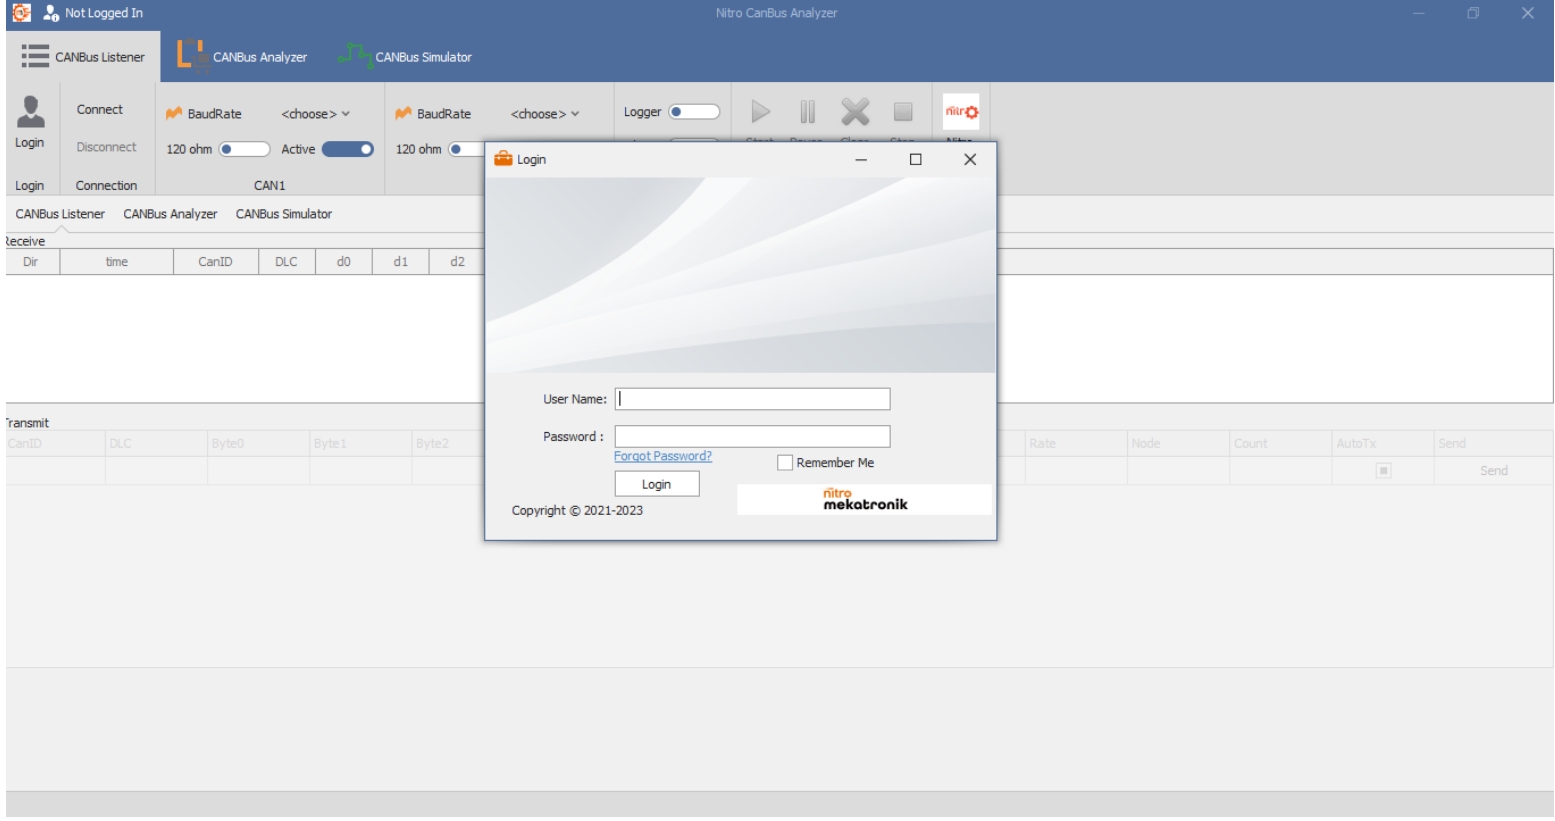 Not Logged In
Nitro CanBus Analyzer
CANBus Listener
CANBus Analyzer
CANBus Simulator
Login
Connect
Disconnect
BaudRate <choose>
120 ohm Active
BaudRate <choose>
120 ohm
Logger
nitro
Login
Connection
CAN1
CANBus Listener CANBus Analyzer CANBus Simulator
Receive
Dir time CanID DLC d0 d1 d2
Login
User Name:
Password :
Forgot Password?
Remember Me
Login
Copyright © 2021-2023
nitro
mekatronik
Transmit
CanID DLC Byte0 Byte1 Byte2 Rate Node Count AutoTx Send
Send